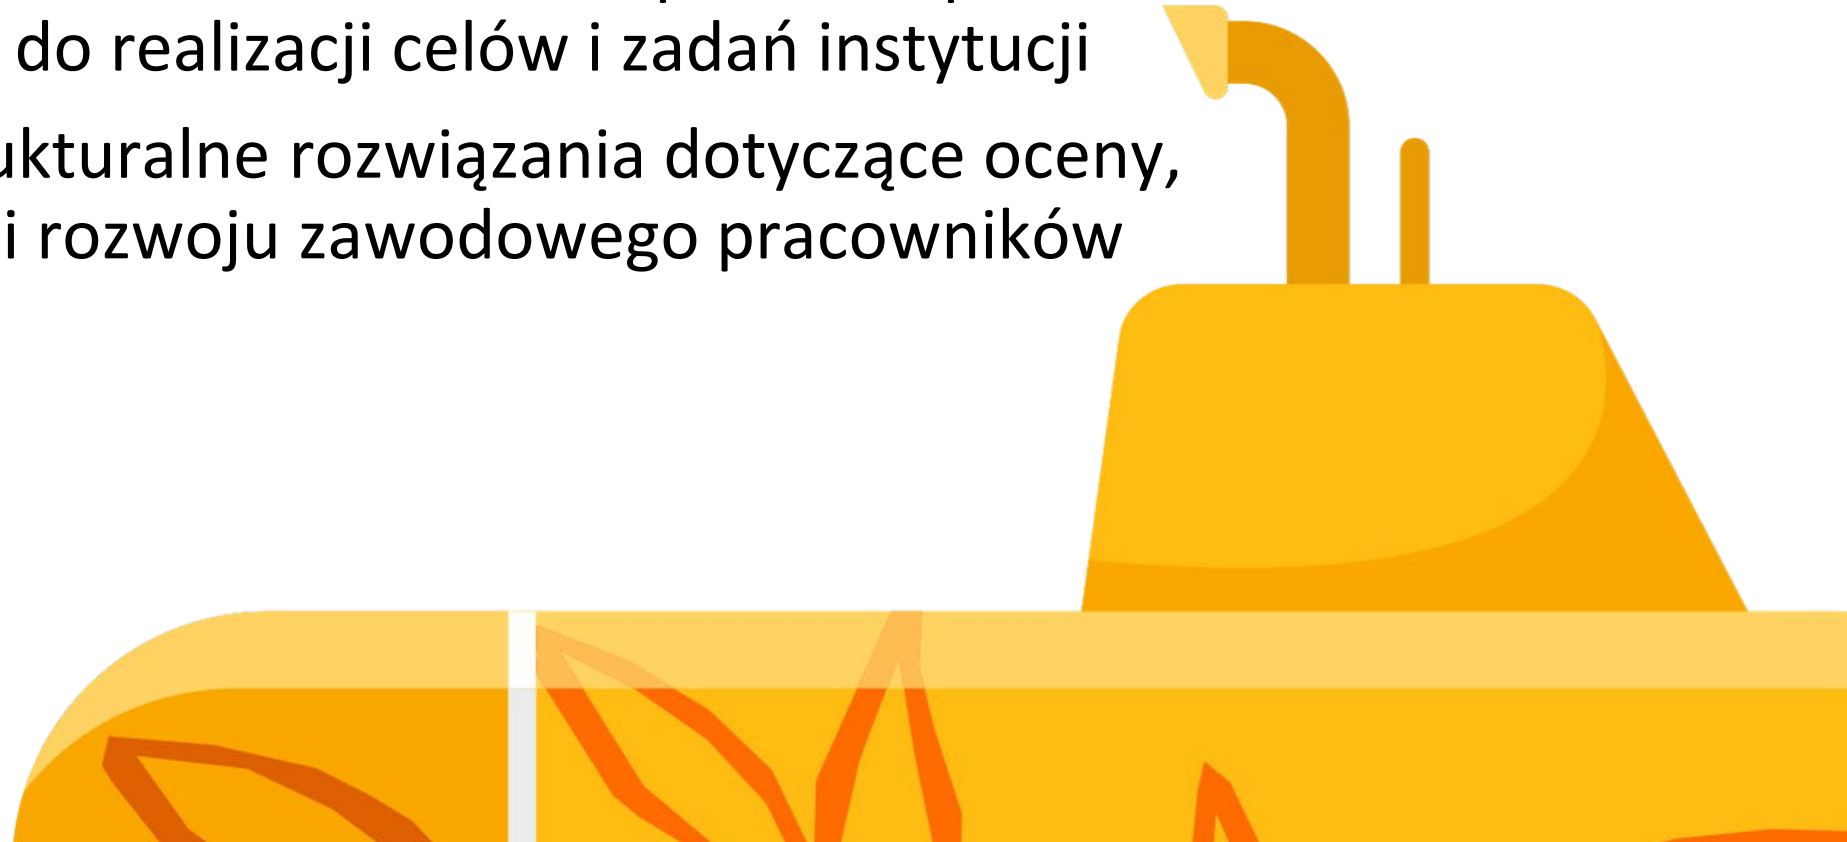 do realizacji celów i zadań instytucji
ukturalne rozwiązania dotyczące oceny,
i rozwoju zawodowego pracowników